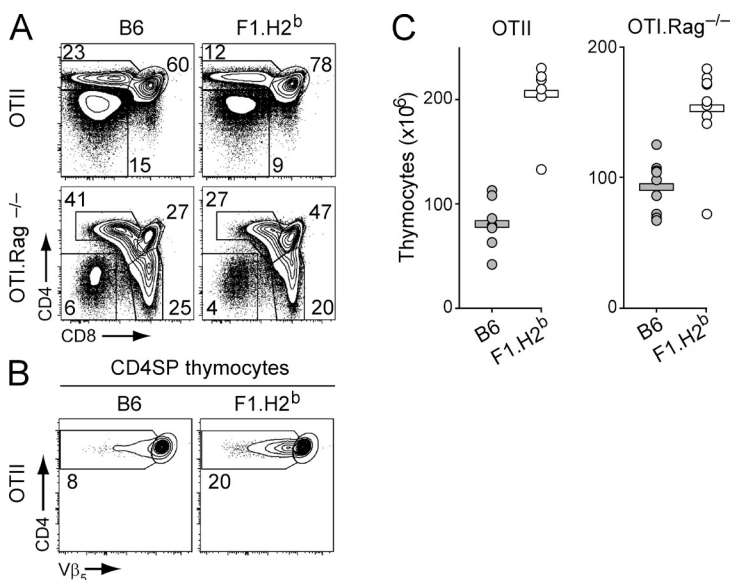 A
B6
F1.H2ᵇ
OTII
23
60
12
78
15
9
OTI.Rag –/–
41
27
27
47
6
25
4
20
CD4
CD8
B
CD4SP thymocytes
B6
F1.H2ᵇ
OTII
8
20
CD4
Vβ₅
C
OTII
OTI.Rag–/–
Thymocytes (x10⁶)
200
100
0
200
100
0
B6
F1.H2ᵇ
B6
F1.H2ᵇ